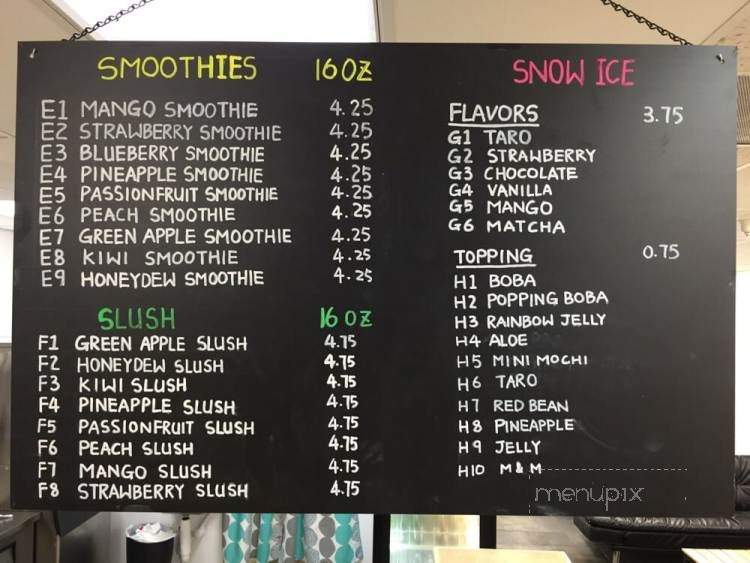 SMOOTHIES 16 OZ
E1 MANGO SMOOTHIE 4.25
E2 STRAWBERRY SMOOTHIE 4.25
E3 BLUEBERRY SMOOTHIE 4.25
E4 PINEAPPLE SMOOTHIE 4.25
E5 PASSIONFRUIT SMOOTHIE 4.25
E6 PEACH SMOOTHIE 4.25
E7 GREEN APPLE SMOOTHIE 4.25
E8 KIWI SMOOTHIE 4.25
E9 HONEYDEW SMOOTHIE 4.25
SLUSH 16 OZ
F1 GREEN APPLE SLUSH 4.75
F2 HONEYDEW SLUSH 4.75
F3 KIWI SLUSH 4.75
F4 PINEAPPLE SLUSH 4.75
F5 PASSIONFRUIT SLUSH 4.75
F6 PEACH SLUSH 4.75
F7 MANGO SLUSH 4.75
F8 STRAWBERRY SLUSH 4.75
SNOW ICE
FLAVORS 3.75
G1 TARO
G2 STRAWBERRY
G3 CHOCOLATE
G4 VANILLA
G5 MANGO
G6 MATCHA
TOPPING 0.75
H1 BOBA
H2 POPPING BOBA
H3 RAINBOW JELLY
H4 ALOE
H5 MINI MOCHI
H6 TARO
H7 RED BEAN
H8 PINEAPPLE
H9 JELLY
H10 M & M
menupix